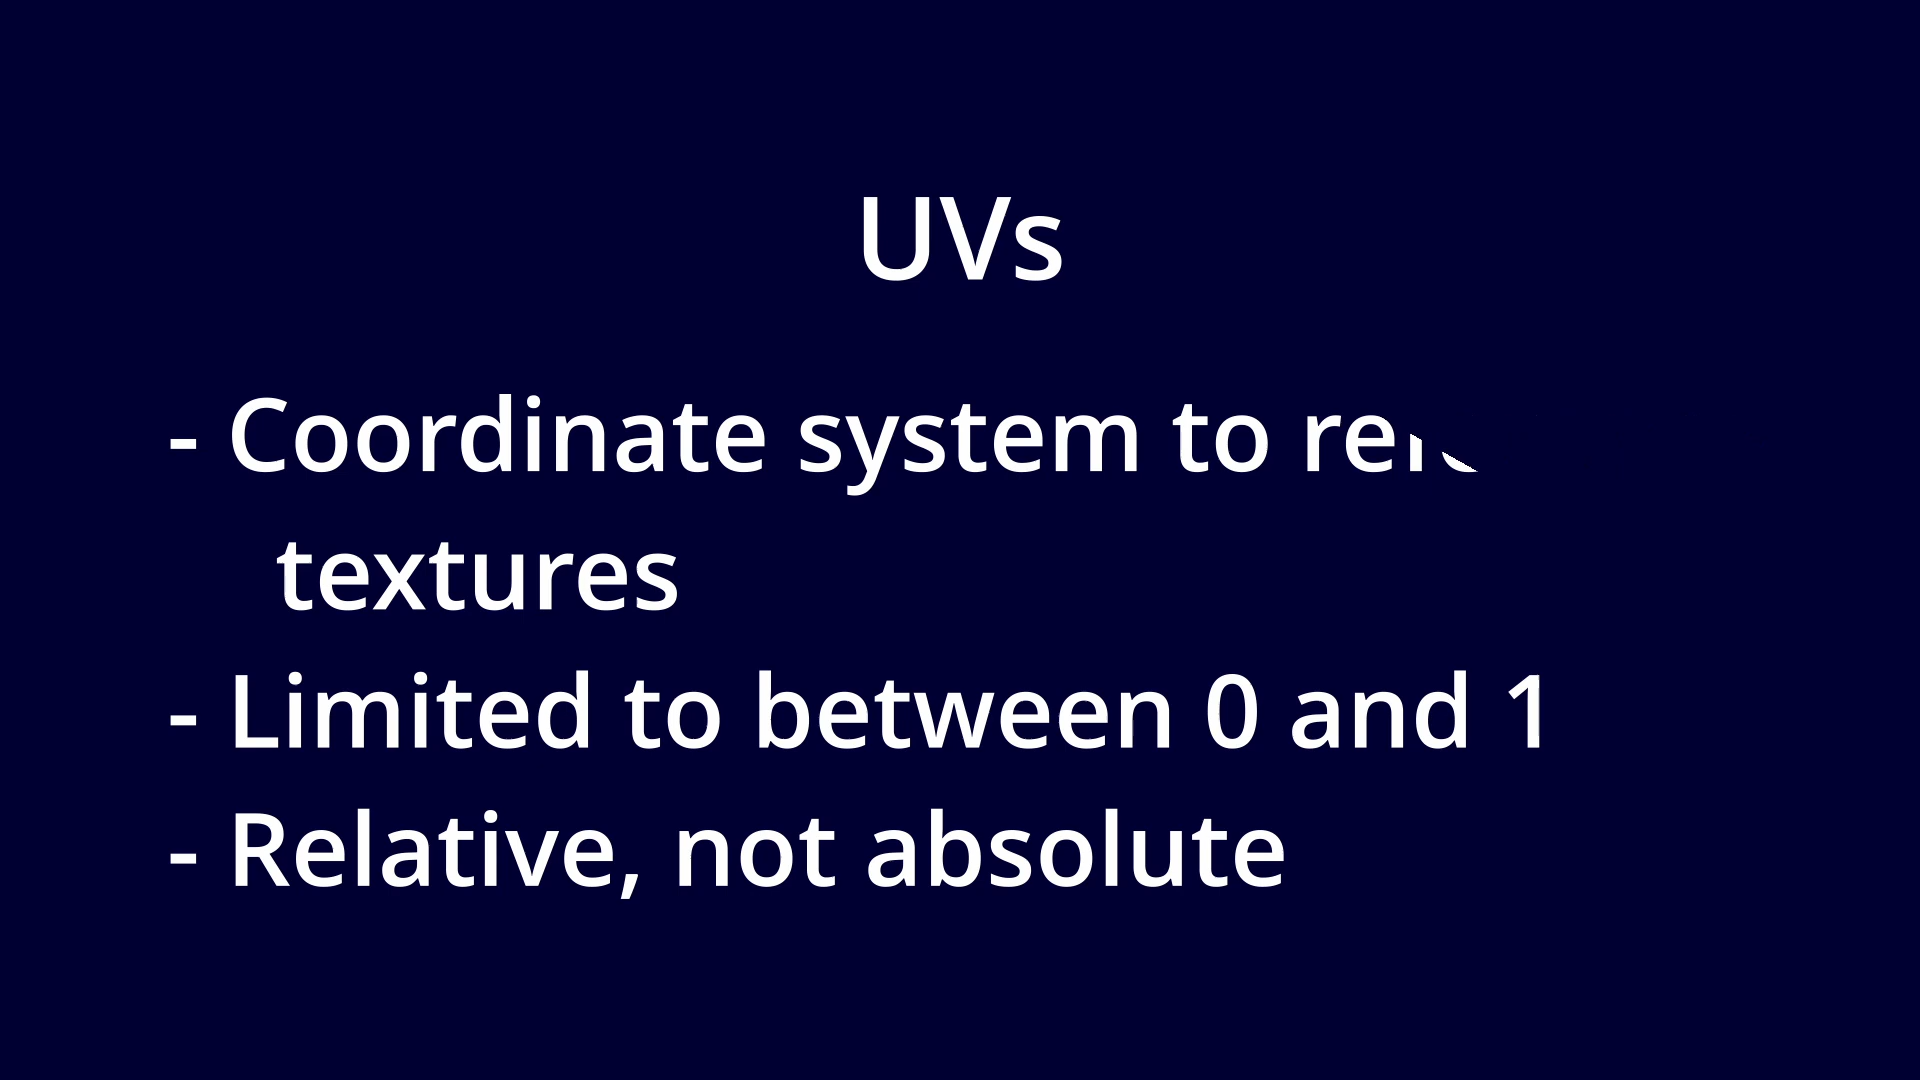 UVs
- Coordinate system to
textures
- Limited to between 0 and 1
- Relative, not absolute